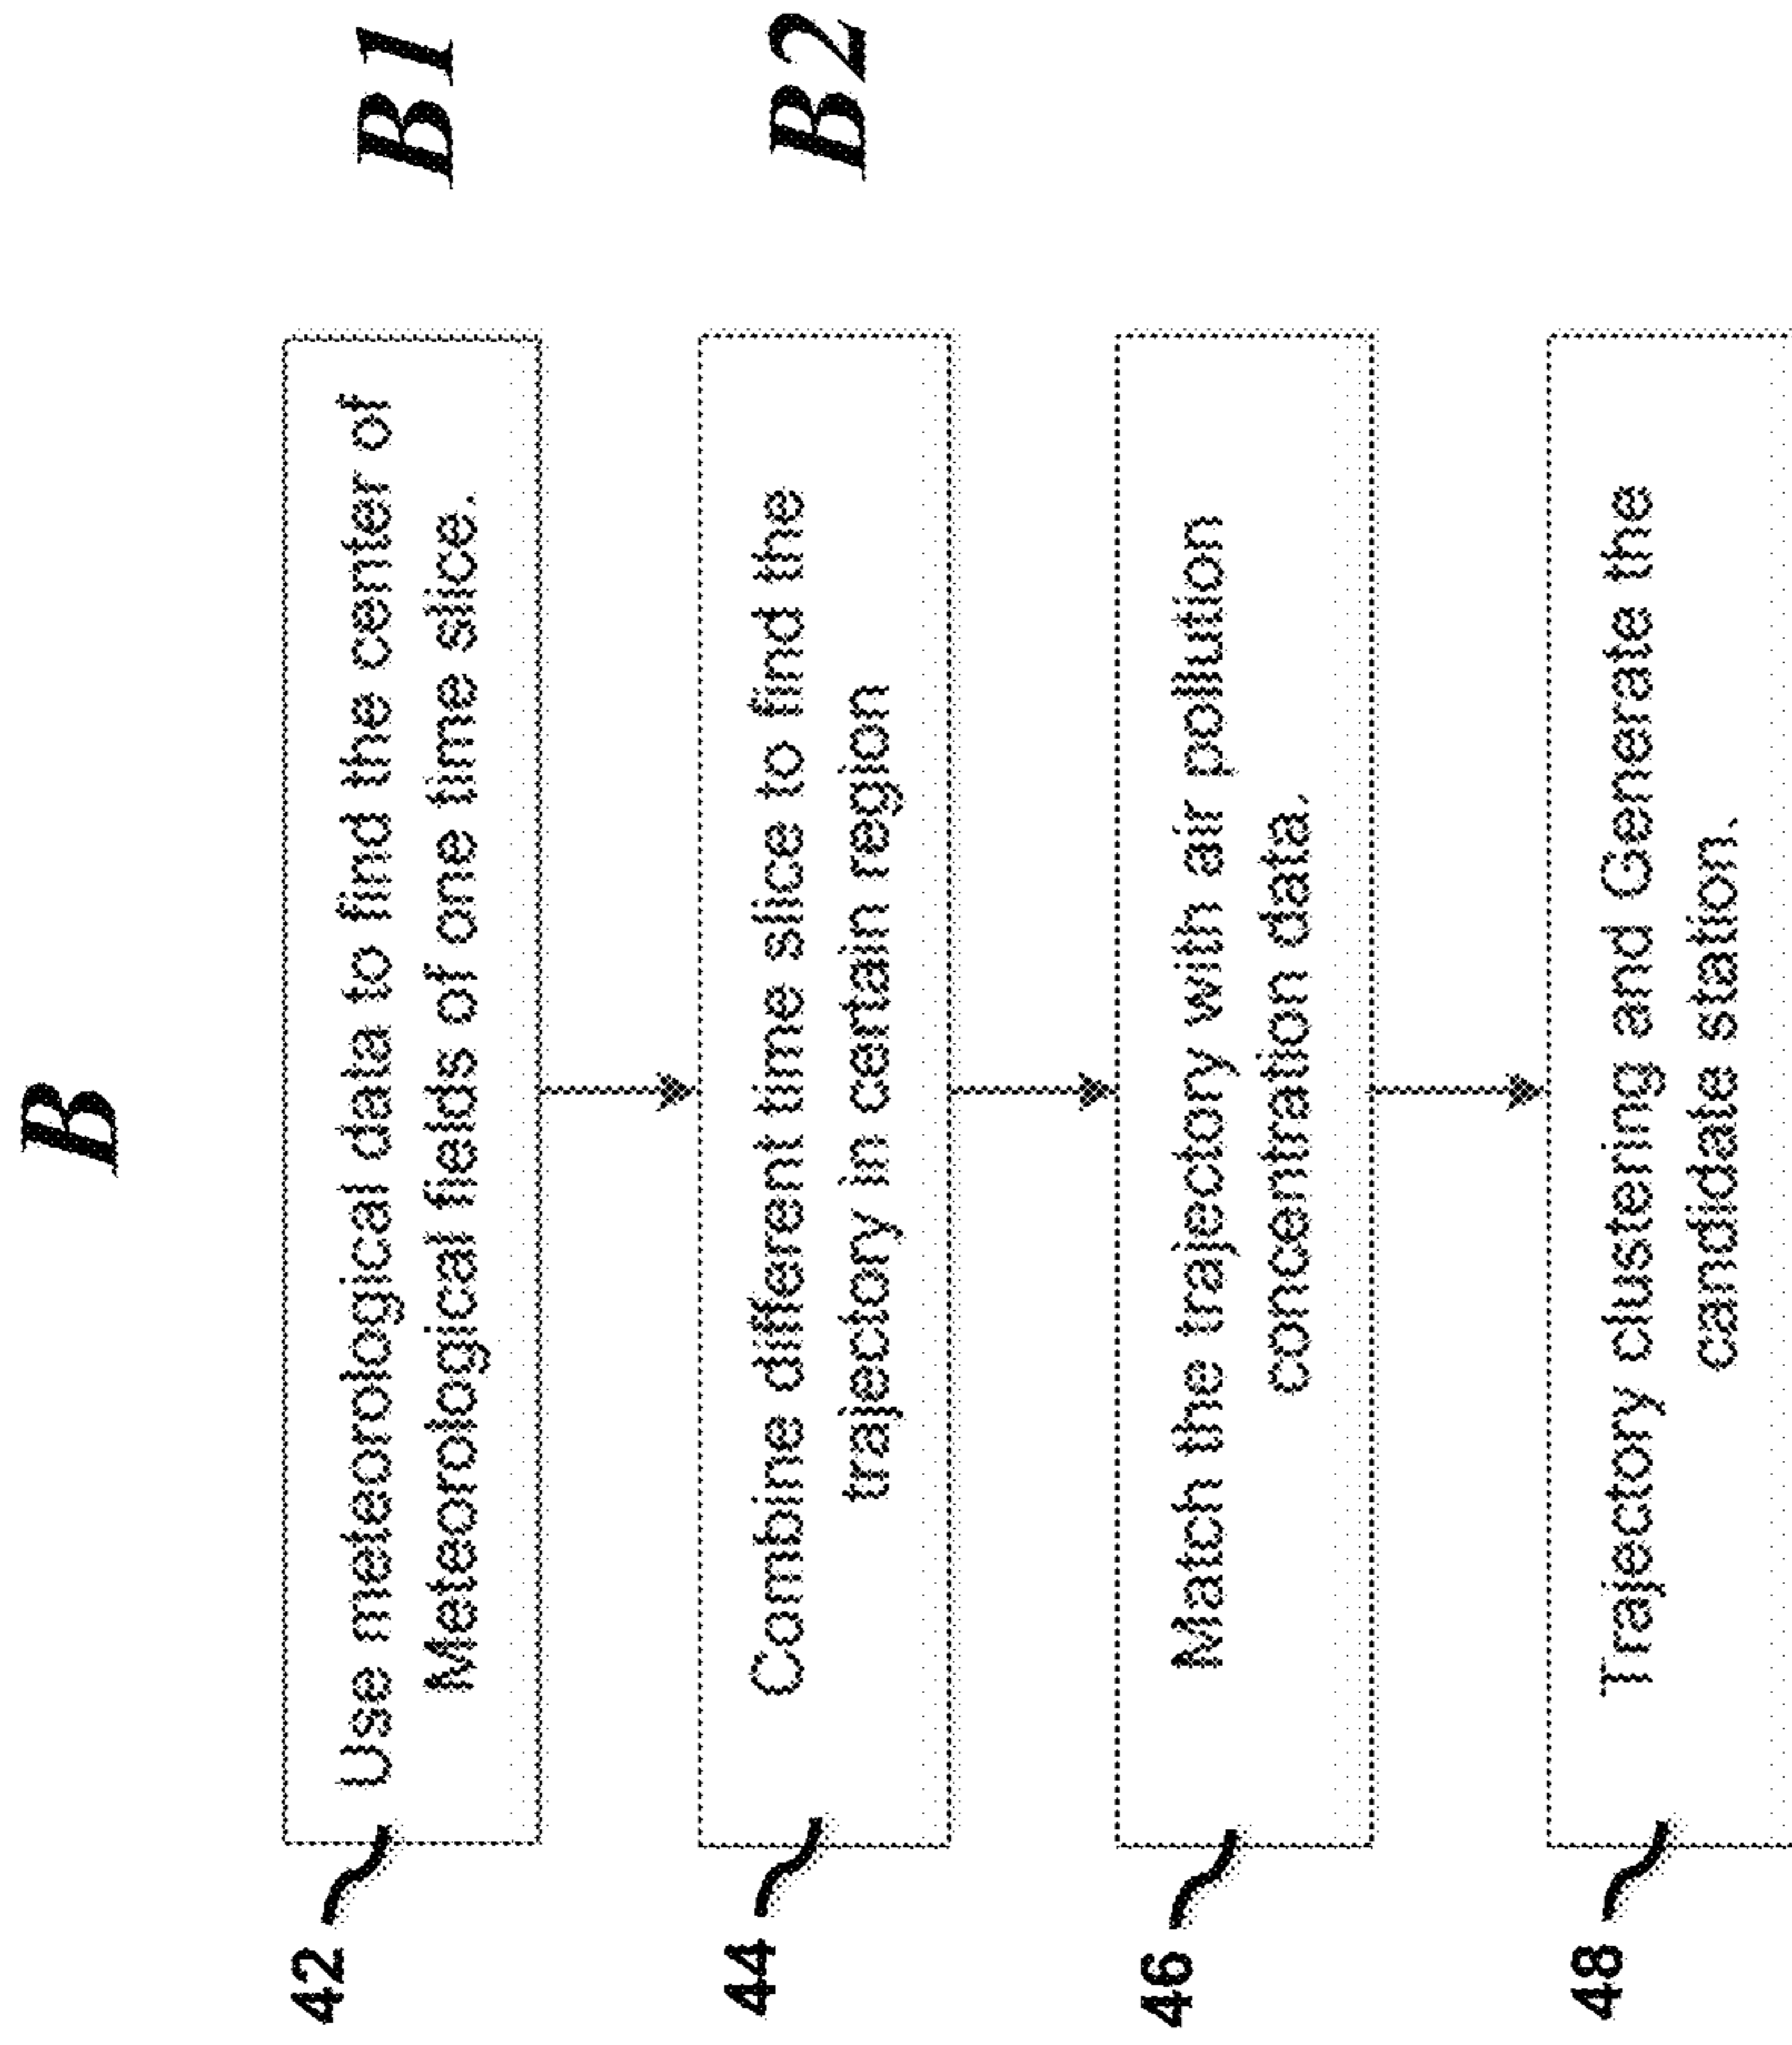 B
42
Use meteorological data to find the center of
Meteorological fields of one time slice.
B1
44
Combine different time slice to find the
trajectory in certain region
B2
46
Match the trajectory with air pollution
concentration data.
48
Trajectory clustering and Generate the
candidate station.